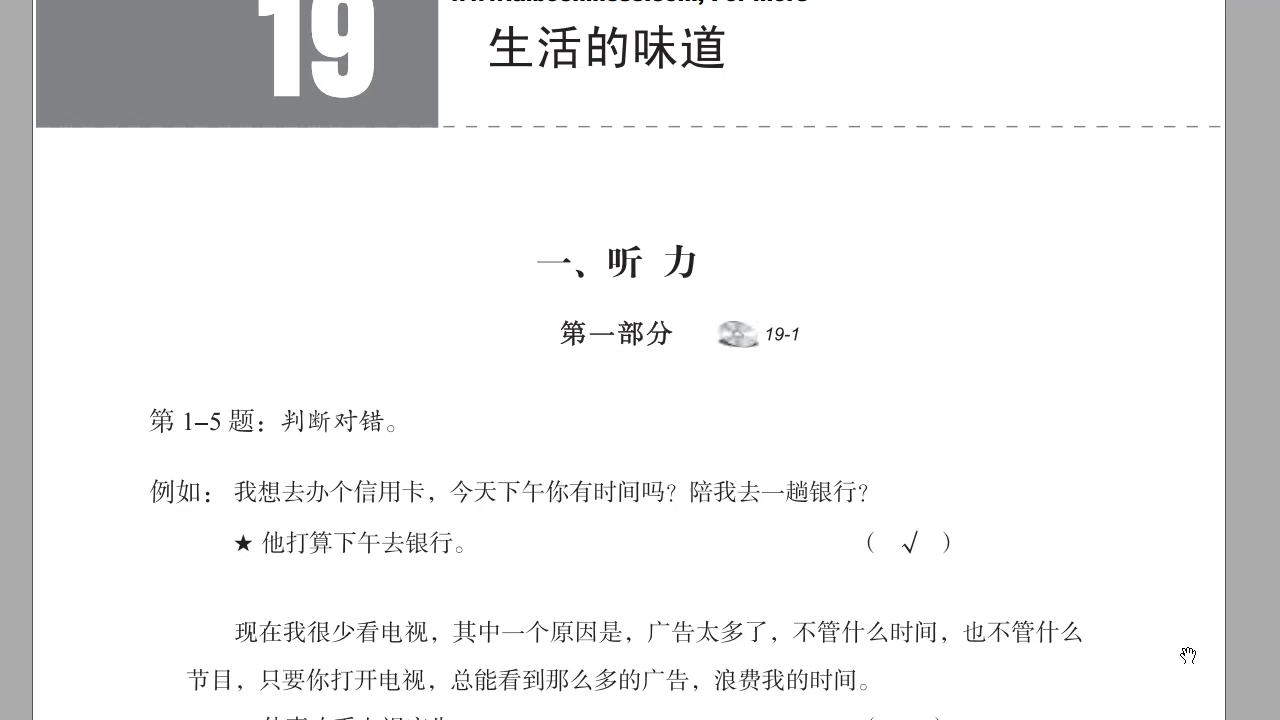 19
生活的味道
一、听 力
第一部分 19-1
第 1–5 题：判断对错。
例如：我想去办个信用卡，今天下午你有时间吗？陪我去一趟银行？
★ 他打算下午去银行。 （ √ ）
现在我很少看电视，其中一个原因是，广告太多了，不管什么时间，也不管什么
节目，只要你打开电视，总能看到那么多的广告，浪费我的时间。